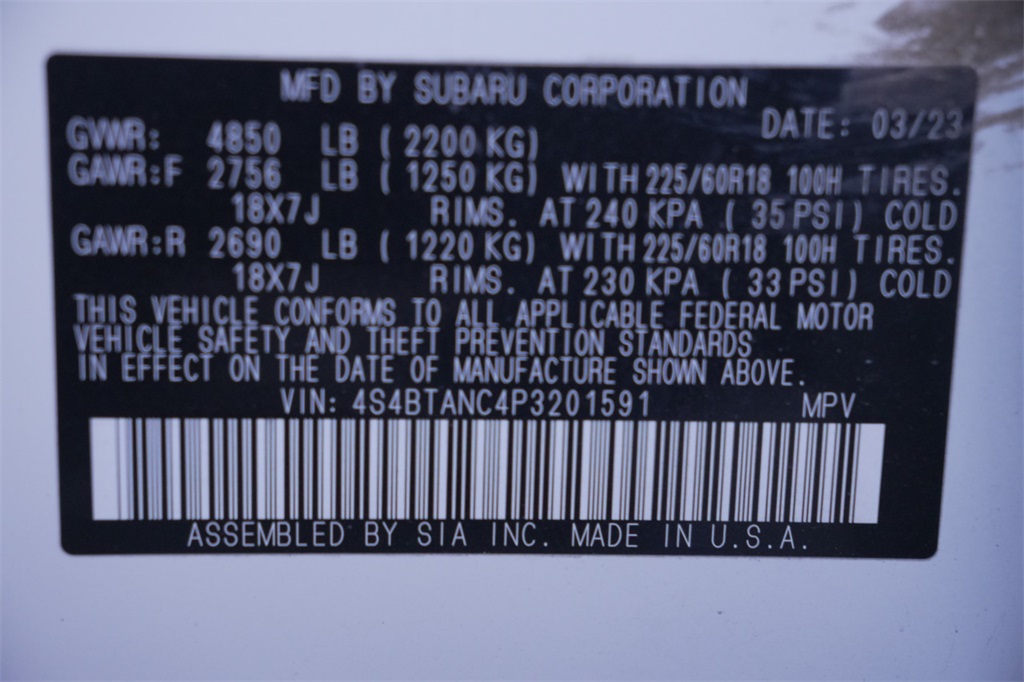 MFD BY SUBARU CORPORATION
DATE: 03/23
GVWR: 4850 LB ( 2200 KG)
GAWR:F 2756 LB ( 1250 KG) WITH 225/60R18 100H TIRES.
18X7J RIMS. AT 240 KPA ( 35 PSI) COLD
GAWR:R 2690 LB ( 1220 KG) WITH 225/60R18 100H TIRES.
18X7J RIMS. AT 230 KPA ( 33 PSI) COLD
THIS VEHICLE CONFORMS TO ALL APPLICABLE FEDERAL MOTOR
VEHICLE SAFETY AND THEFT PREVENTION STANDARDS
IN EFFECT ON THE DATE OF MANUFACTURE SHOWN ABOVE.
VIN: 4S4BTANC4P3201591 MPV
ASSEMBLED BY SIA INC. MADE IN U.S.A.